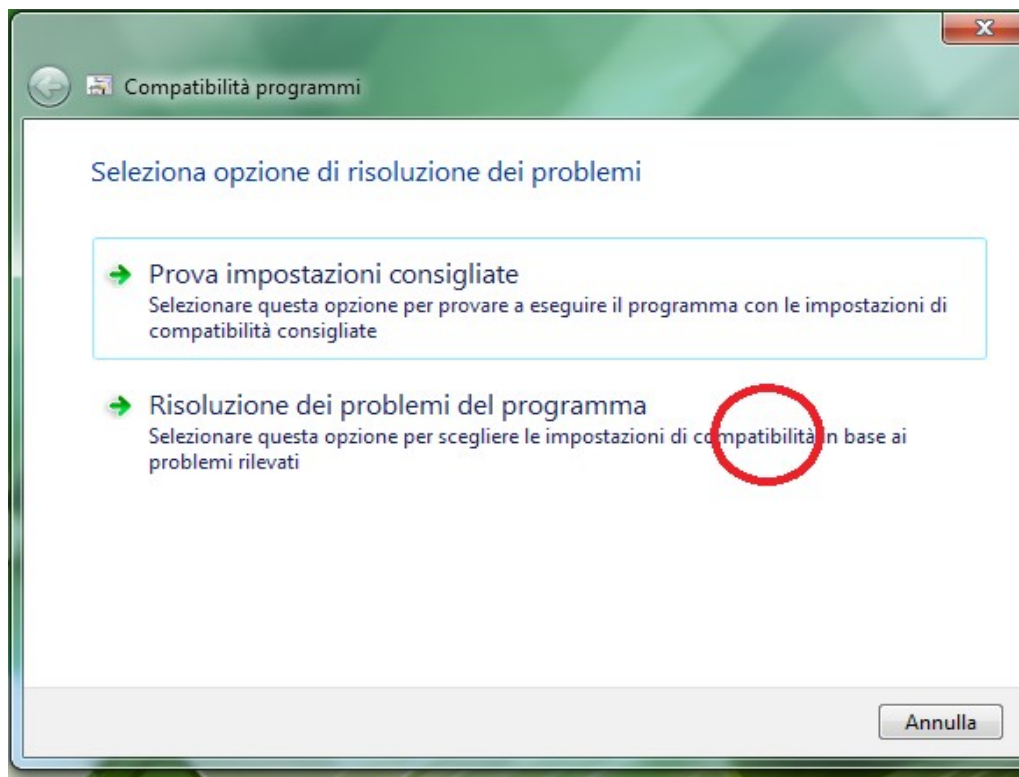 Compatibilità programmi
Seleziona opzione di risoluzione dei problemi
Prova impostazioni consigliate
Selezionare questa opzione per provare a eseguire il programma con le impostazioni di
compatibilità consigliate
Risoluzione dei problemi del programma
Selezionare questa opzione per scegliere le impostazioni di compatibilità in base ai
problemi rilevati
Annulla